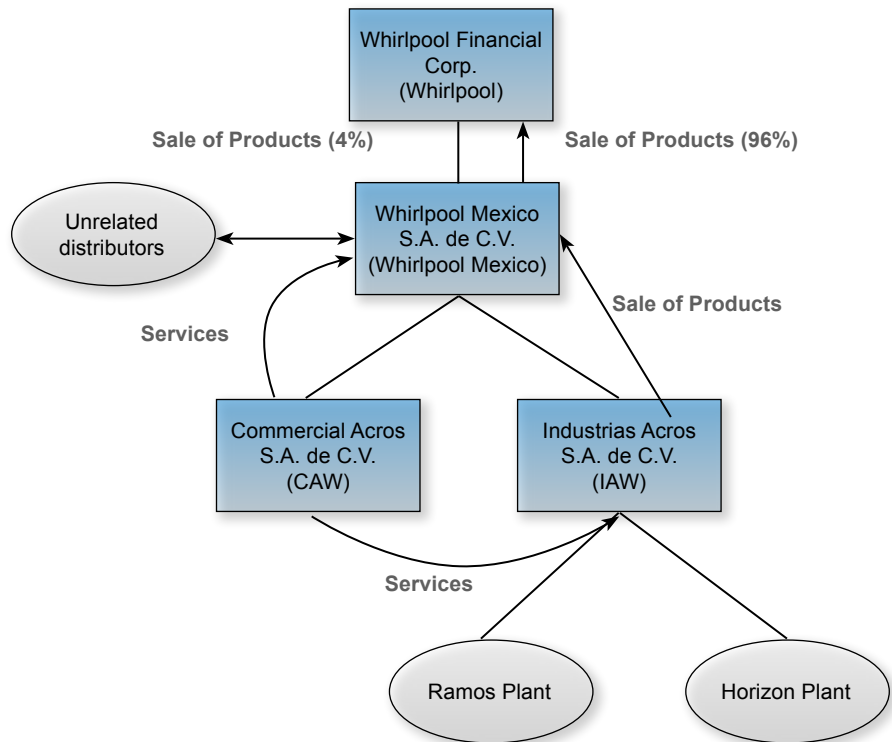 Whirlpool Financial
Corp.
(Whirlpool)
Sale of Products (4%)
Sale of Products (96%)
Unrelated
distributors
Whirlpool Mexico
S.A. de C.V.
(Whirlpool Mexico)
Sale of Products
Services
Commercial Acros
S.A. de C.V.
(CAW)
Industrias Acros
S.A. de C.V.
(IAW)
Services
Ramos Plant
Horizon Plant